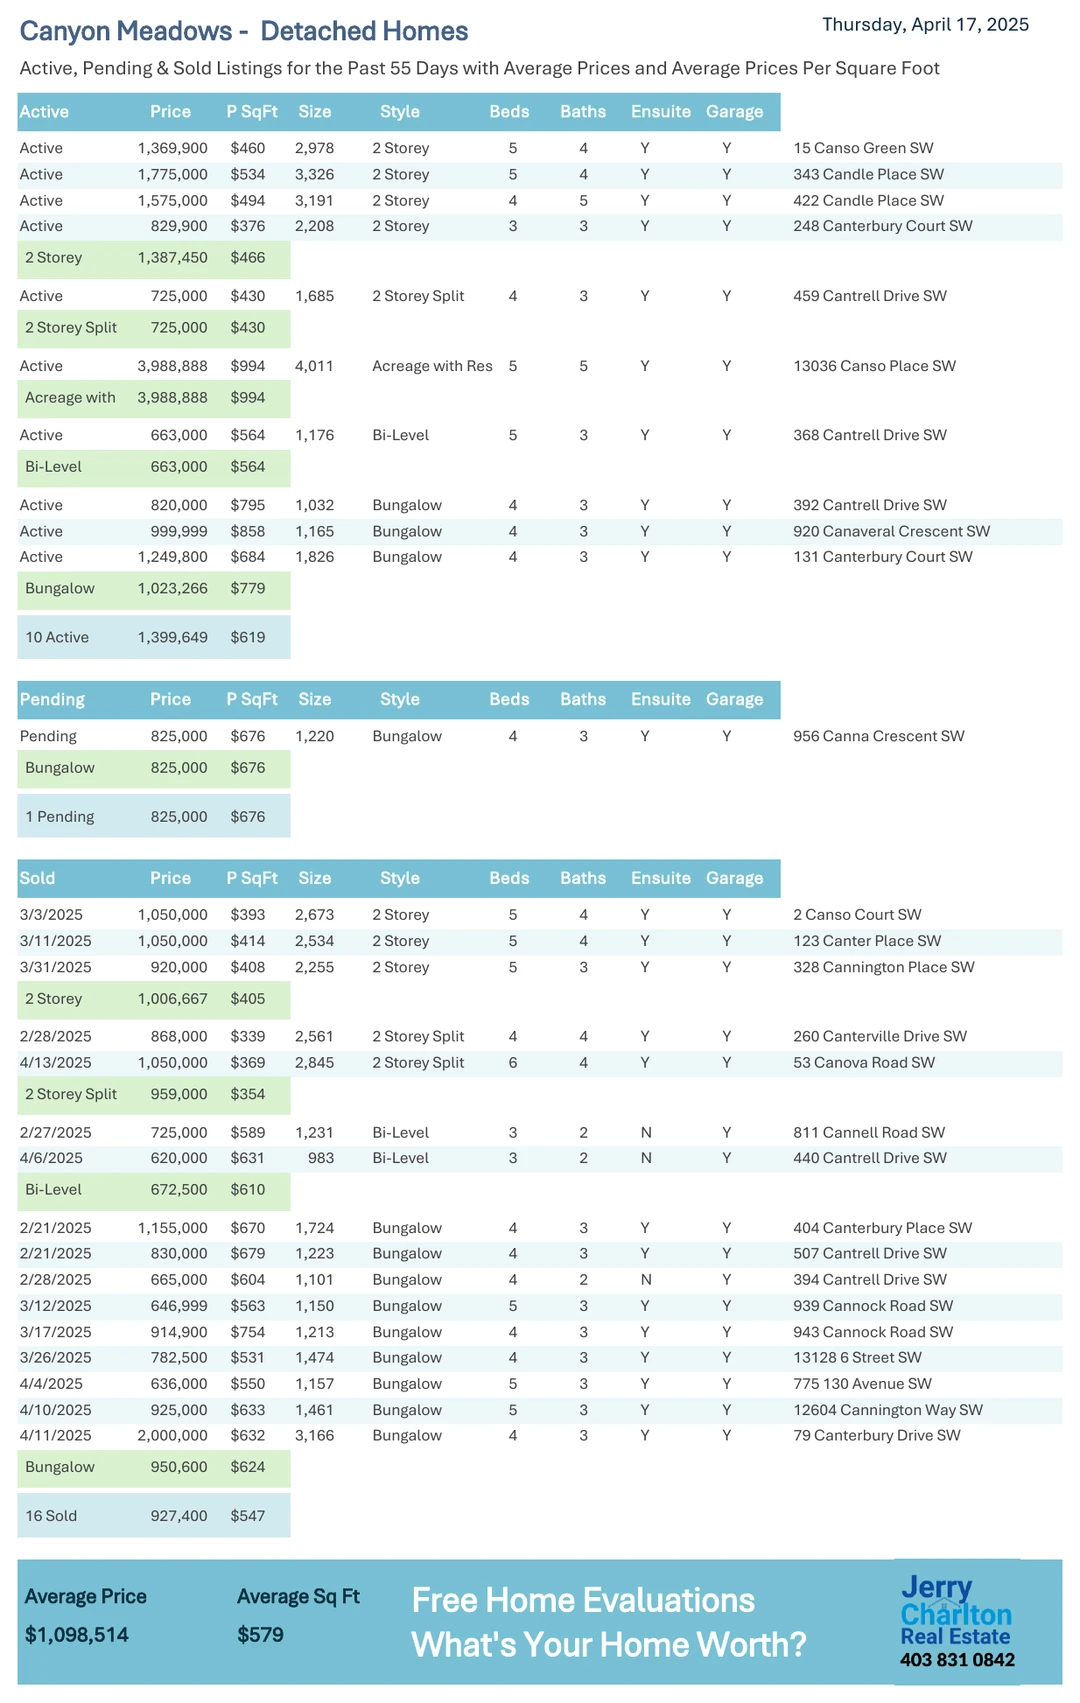 Canyon Meadows - Detached Homes Thursday, April 17, 2025
Active, Pending & Sold Listings for the Past 55 Days with Average Prices and Average Prices Per Square Foot
Active Price P SqFt Size Style Beds Baths Ensuite Garage
Active 1,369,900 $460 2,978 2 Storey 5 4 Y Y 15 Canso Green SW
Active 1,775,000 $534 3,326 2 Storey 5 4 Y Y 343 Candle Place SW
Active 1,575,000 $494 3,191 2 Storey 4 5 Y Y 422 Candle Place SW
Active 829,900 $376 2,208 2 Storey 3 3 Y Y 248 Canterbury Court SW
2 Storey 1,387,450 $466
Active 725,000 $430 1,685 2 Storey Split 4 3 Y Y 459 Cantrell Drive SW
2 Storey Split 725,000 $430
Active 3,988,888 $994 4,011 Acreage with Res 5 5 Y Y 13036 Canso Place SW
Acreage with 3,988,888 $994
Active 663,000 $564 1,176 Bi-Level 5 3 Y Y 368 Cantrell Drive SW
Bi-Level 663,000 $564
Active 820,000 $795 1,032 Bungalow 4 3 Y Y 392 Cantrell Drive SW
Active 999,999 $858 1,165 Bungalow 4 3 Y Y 920 Canaveral Crescent SW
Active 1,249,800 $684 1,826 Bungalow 4 3 Y Y 131 Canterbury Court SW
Bungalow 1,023,266 $779
10 Active 1,399,649 $619
Pending Price P SqFt Size Style Beds Baths Ensuite Garage
Pending 825,000 $676 1,220 Bungalow 4 3 Y Y 956 Canna Crescent SW
Bungalow 825,000 $676
1 Pending 825,000 $676
Sold Price P SqFt Size Style Beds Baths Ensuite Garage
3/3/2025 1,050,000 $393 2,673 2 Storey 5 4 Y Y 2 Canso Court SW
3/11/2025 1,050,000 $414 2,534 2 Storey 5 4 Y Y 123 Canter Place SW
3/31/2025 920,000 $408 2,255 2 Storey 5 3 Y Y 328 Cannington Place SW
2 Storey 1,006,667 $405
2/28/2025 868,000 $339 2,561 2 Storey Split 4 4 Y Y 260 Canterville Drive SW
4/13/2025 1,050,000 $369 2,845 2 Storey Split 6 4 Y Y 53 Canova Road SW
2 Storey Split 959,000 $354
2/27/2025 725,000 $589 1,231 Bi-Level 3 2 N Y 811 Cannell Road SW
4/6/2025 620,000 $631 983 Bi-Level 3 2 N Y 440 Cantrell Drive SW
Bi-Level 672,500 $610
2/21/2025 1,155,000 $670 1,724 Bungalow 4 3 Y Y 404 Canterbury Place SW
2/21/2025 830,000 $679 1,223 Bungalow 4 3 Y Y 507 Cantrell Drive SW
2/28/2025 665,000 $604 1,101 Bungalow 4 2 N Y 394 Cantrell Drive SW
3/12/2025 646,999 $563 1,150 Bungalow 5 3 Y Y 939 Cannock Road SW
3/17/2025 914,900 $754 1,213 Bungalow 4 3 Y Y 943 Cannock Road SW
3/26/2025 782,500 $531 1,474 Bungalow 4 3 Y Y 13128 6 Street SW
4/4/2025 636,000 $550 1,157 Bungalow 5 3 Y Y 775 130 Avenue SW
4/10/2025 925,000 $633 1,461 Bungalow 5 3 Y Y 12604 Cannington Way SW
4/11/2025 2,000,000 $632 3,166 Bungalow 4 3 Y Y 79 Canterbury Drive SW
Bungalow 950,600 $624
16 Sold 927,400 $547
Average Price Average Sq Ft
$1,098,514 $579
Free Home Evaluations
What's Your Home Worth?
Jerry
Charlton
Real Estate
403 831 0842